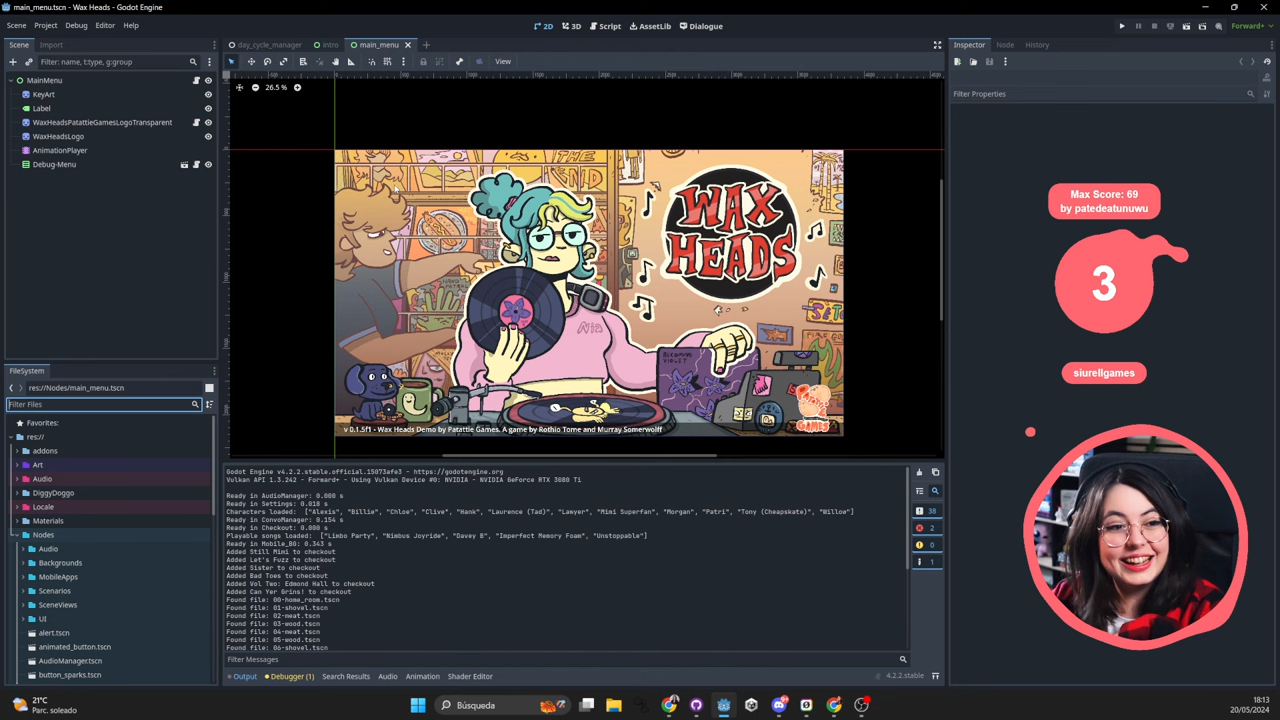 main_menu.tscn - Wax Heads - Godot Engine
Scene Project Debug Editor Help
2D 3D Script AssetLib Dialogue
Forward+
Scene Import
day_cycle_manager intro main_menu
Inspector Node History
Filter: name, t:type, g:group
View
26.5 %
Filter Properties
MainMenu
KeyArt
Label
WaxHeadsPatattieGamesLogoTransparent
WaxHeadsLogo
AnimationPlayer
Debug-Menu
THE
END
WAX
HEADS
Nia
v 0.1.5f1 - Wax Heads Demo by Patattie Games. A game by Rothio Tome and Murray Somerwolff
Max Score: 69
by patedeatunuwu
3
siurellgames
FileSystem
res://Nodes/main_menu.tscn
Filter Files
Favorites:
res://
addons
Art
Audio
DiggyDoggo
Locale
Materials
Nodes
Audio
Backgrounds
MobileApps
Scenarios
SceneViews
UI
alert.tscn
animated_button.tscn
AudioManager.tscn
button_sparks.tscn
Godot Engine v4.2.2.stable.official.15073afe3 - https://godotengine.org
Vulkan API 1.3.242 - Forward+ - Using Vulkan Device #0: NVIDIA - NVIDIA GeForce RTX 3080 Ti
Ready in AudioManager: 0.000 s
Ready in Settings: 0.018 s
Characters loaded: ["Alexis", "Billie", "Chloe", "Clive", "Hank", "Laurence (Tad)", "Lawyer", "Mimi Superfan", "Morgan", "Patri", "Tony (Cheapskate)", "Willow"]
Ready in ConvoManager: 0.154 s
Ready in Checkout: 0.000 s
Playable songs loaded: ["Limbo Party", "Nimbus Joyride", "Davey B", "Imperfect Memory Foam", "Unstoppable"]
Ready in Mobile_BG: 0.343 s
Added Still Mimi to checkout
Added Let's Fuzz to checkout
Added Sister to checkout
Added Bad Toes to checkout
Added Vol Two: Edmond Hall to checkout
Added Can Yer Grins! to checkout
Found file: 00-home_room.tscn
Found file: 01-shovel.tscn
Found file: 02-meat.tscn
Found file: 03-wood.tscn
Found file: 04-meat.tscn
Found file: 05-wood.tscn
Found file: 06-shovel.tscn
38
2
0
1
Filter Messages
Output Debugger (1) Search Results Audio Animation Shader Editor
4.2.2.stable
21°C
Parc. soleado
Búsqueda
18:13
20/05/2024